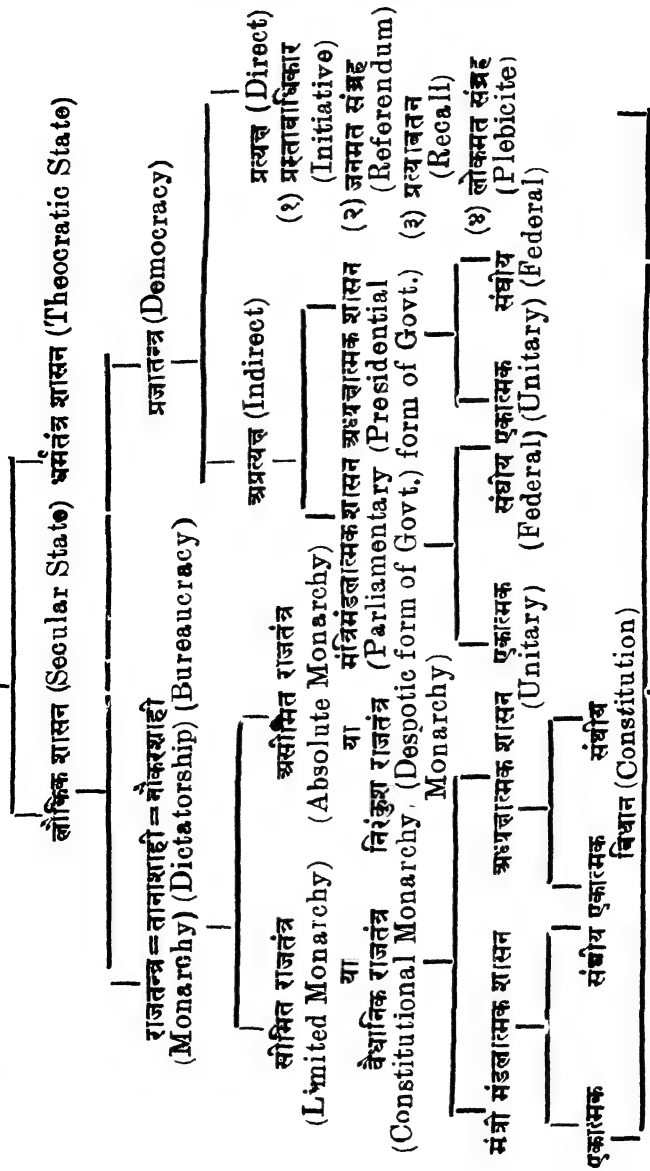 लौकिक शासन (Secular State) धर्मतंत्र शासन (Theocratic State)
राजतन्त्र = तानाशाही = नौकरशाही
(Monarchy) (Dictatorship) (Bureaucracy)
प्रजातन्त्र (Democracy)
सीमित राजतंत्र
(Limited Monarchy)
या
वैधानिक राजतंत्र
(Constitutional Monarchy,
असीमित राजतंत्र
(Absolute Monarchy)
या
निरंकुश राजतंत्र
(Despotic
Monarchy)
अप्रत्यक्ष (Indirect)
प्रत्यक्ष (Direct)
(१) प्रस्तावाधिकार
(Initiative)
(२) जनमत संग्रह
(Referendum)
(३) प्रत्यावतन
(Recall)
(४) लोकमत संग्रह
(Plebicite)
मंत्रिमंडलात्मक शासन
(Parliamentary
form of Govt.)
अध्यक्षात्मक शासन
(Presidential
form of Govt.)
मंत्री मंडलात्मक शासन
अध्यक्षात्मक शासन
एकात्मक
(Unitary)
संघीय
(Federal)
एकात्मक
(Unitary)
संघीय
(Federal)
एकात्मक
संघीय
एकात्मक
संघीय
विधान (Constitution)